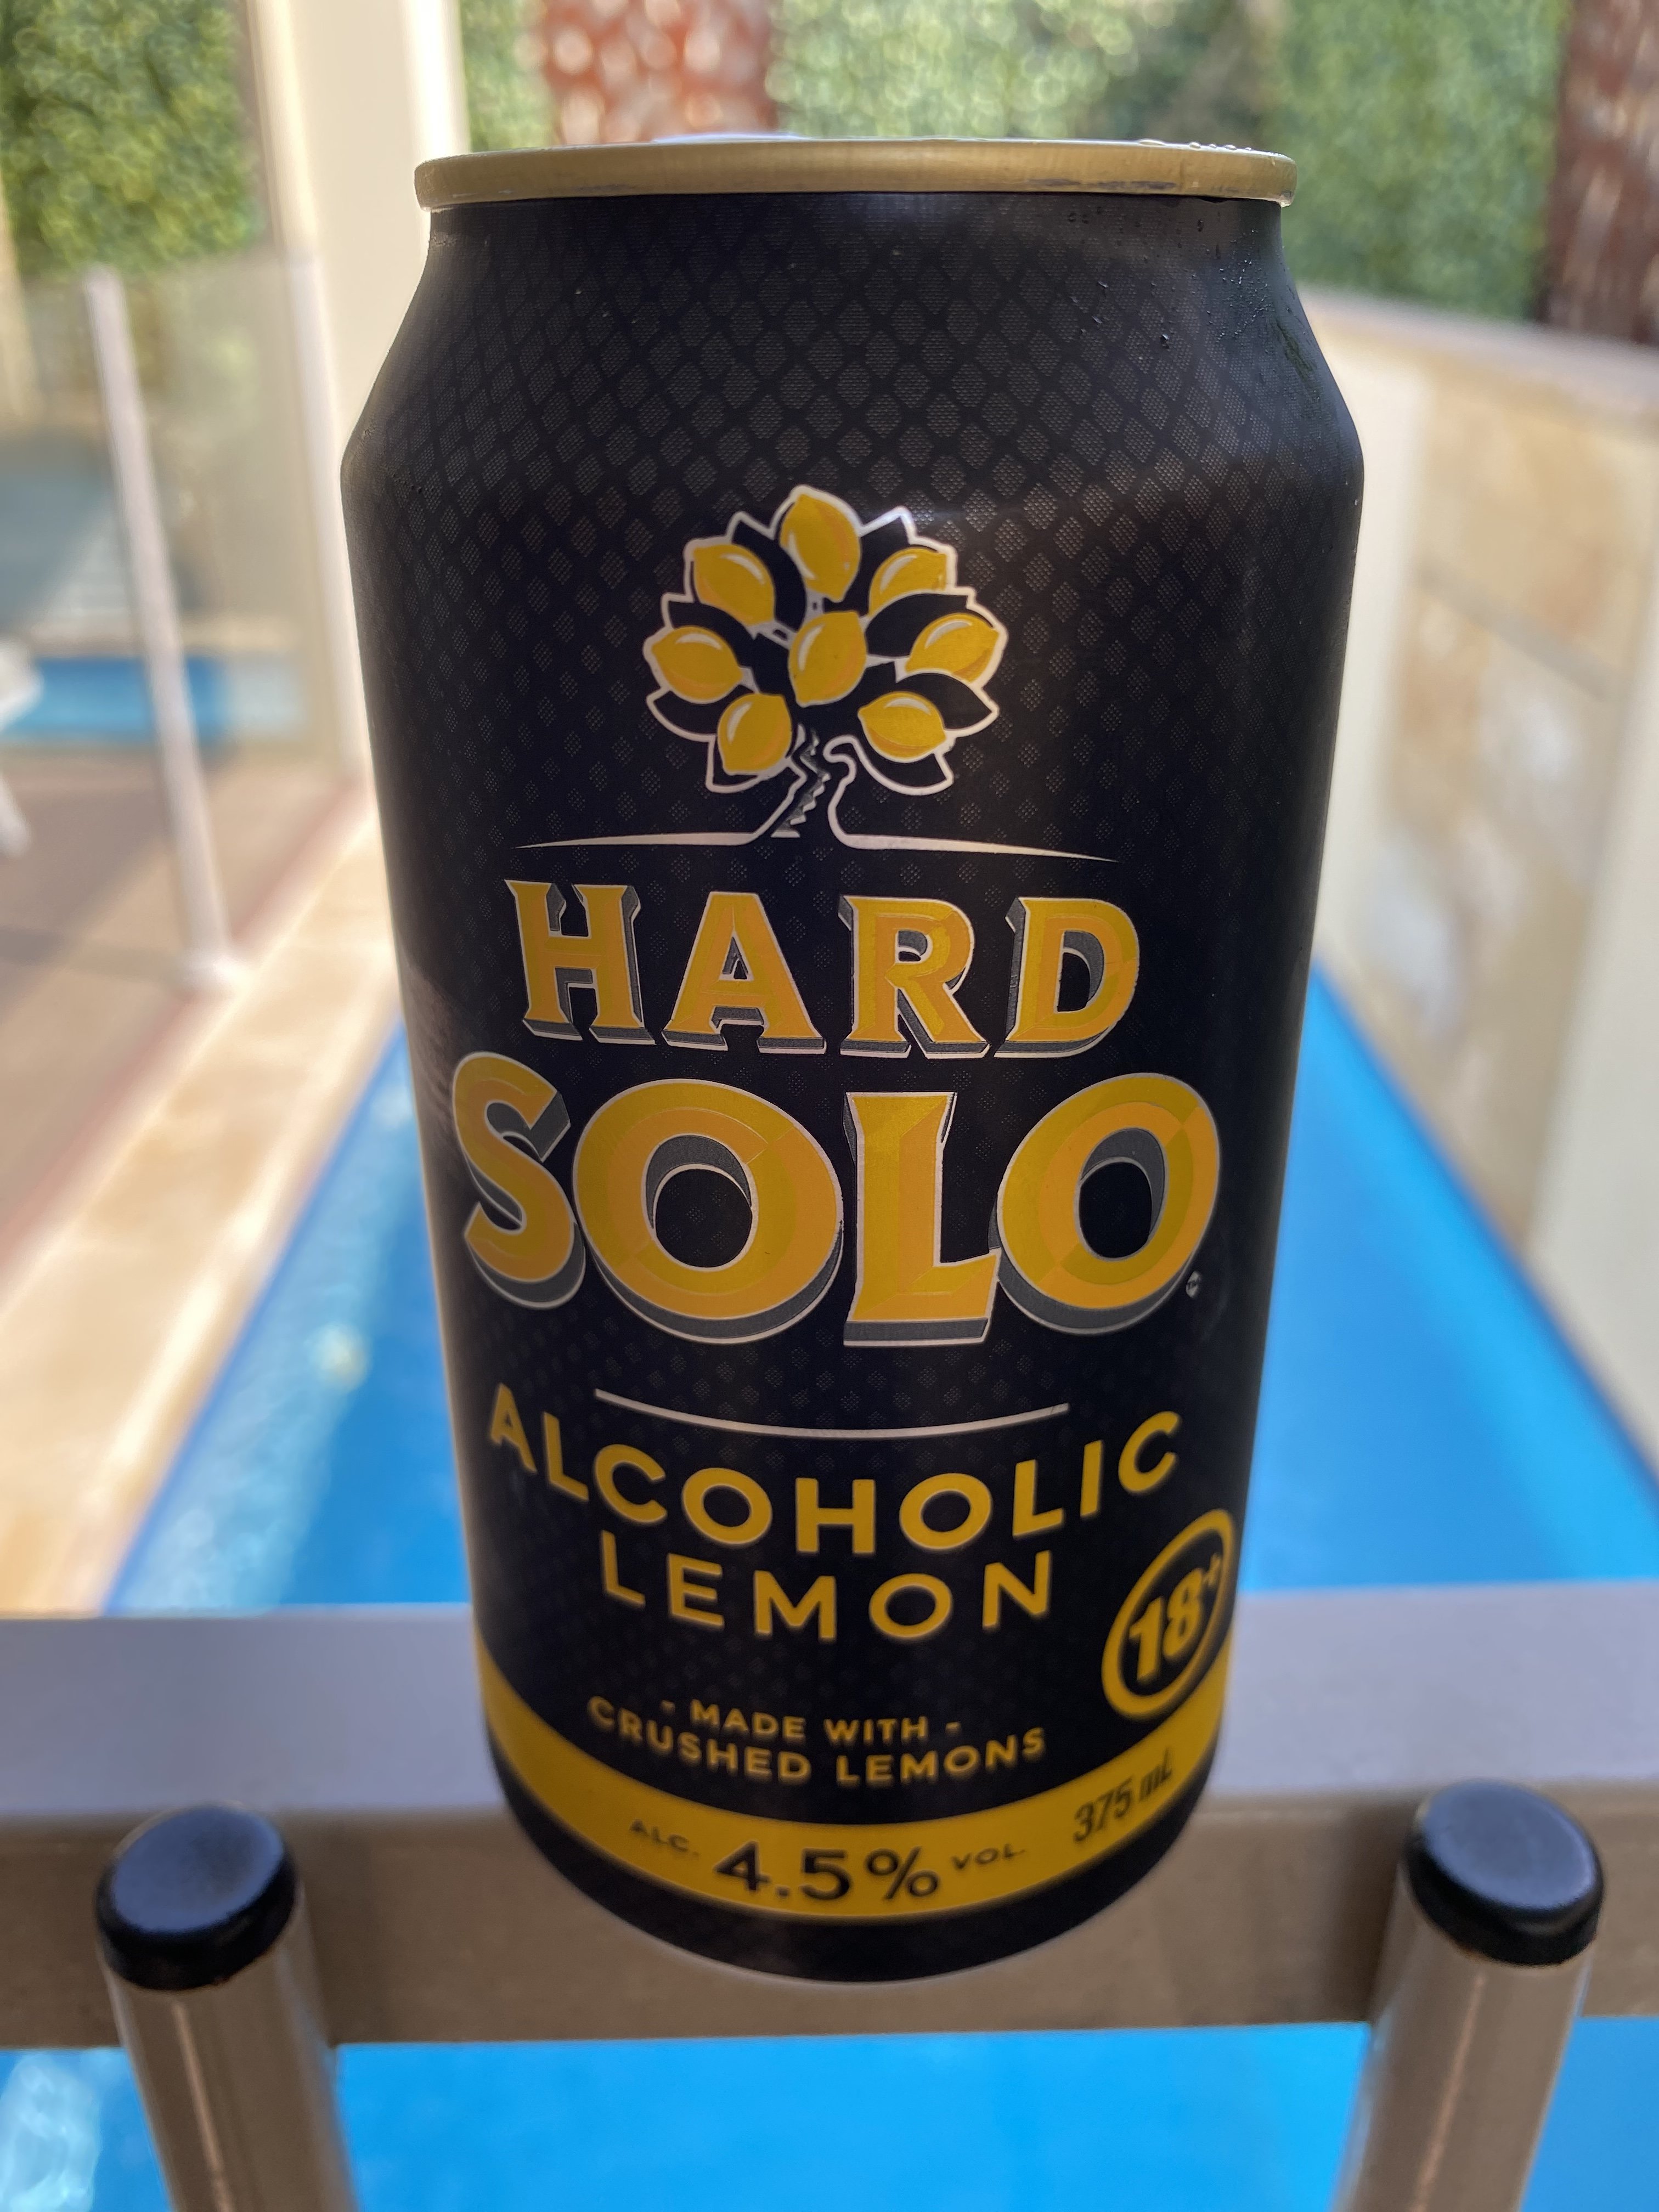 HARD
SOLO
ALCOHOLIC
LEMON
18+
- MADE WITH -
CRUSHED LEMONS
ALC. 4.5% VOL. 375 mL